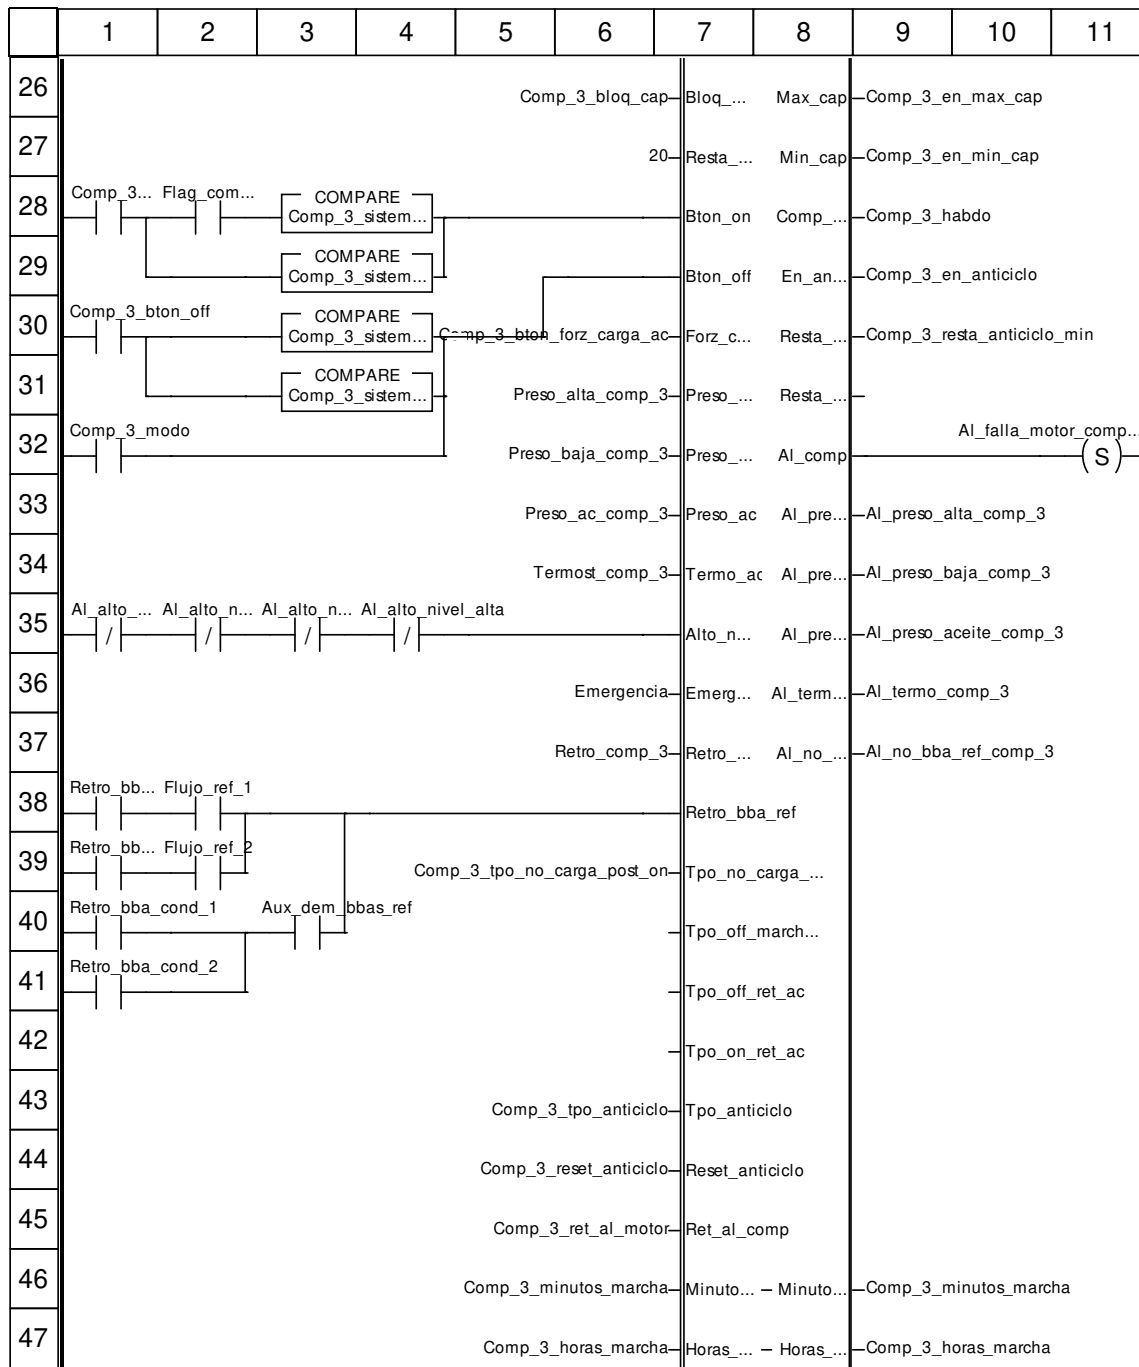 1 2 3 4 5 6 7 8 9 10 11
26 Comp_3_bloq_cap Bloq_... Max_cap Comp_3_en_max_cap
27 20 Resta_... Min_cap Comp_3_en_min_cap
Comp_3... Flag_com... COMPARE
28 Comp_3_sistem... Bton_on Comp_... Comp_3_habdo
COMPARE
29 Comp_3_sistem... Bton_off En_an... Comp_3_en_anticiclo
Comp_3_bton_off COMPARE
30 Comp_3_sistem... Comp_3_bton_forz_carga_ac Forz_c... Resta_... Comp_3_resta_anticiclo_min
COMPARE
31 Comp_3_sistem... Preso_alta_comp_3 Preso_... Resta_...
Comp_3_modo Al_falla_motor_comp...
32 Preso_baja_comp_3 Preso_... Al_comp S
33 Preso_ac_comp_3 Preso_ac Al_pre... Al_preso_alta_comp_3
34 Termost_comp_3 Termo_ac Al_pre... Al_preso_baja_comp_3
Al_alto_... Al_alto_n... Al_alto_n... Al_alto_nivel_alta
35 / / / / Alto_n... Al_pre... Al_preso_aceite_comp_3
36 Emergencia Emerg... Al_term... Al_termo_comp_3
37 Retro_comp_3 Retro_... Al_no_... Al_no_bba_ref_comp_3
Retro_bb... Flujo_ref_1
38 Retro_bba_ref
Retro_bb... Flujo_ref_2
39 Comp_3_tpo_no_carga_post_on Tpo_no_carga_...
Retro_bba_cond_1 Aux_dem_bbas_ref
40 Tpo_off_march...
Retro_bba_cond_2
41 Tpo_off_ret_ac
42 Tpo_on_ret_ac
43 Comp_3_tpo_anticiclo Tpo_anticiclo
44 Comp_3_reset_anticiclo Reset_anticiclo
45 Comp_3_ret_al_motor Ret_al_comp
46 Comp_3_minutos_marcha Minuto... – Minuto... Comp_3_minutos_marcha
47 Comp_3_horas_marcha Horas_... – Horas_... Comp_3_horas_marcha